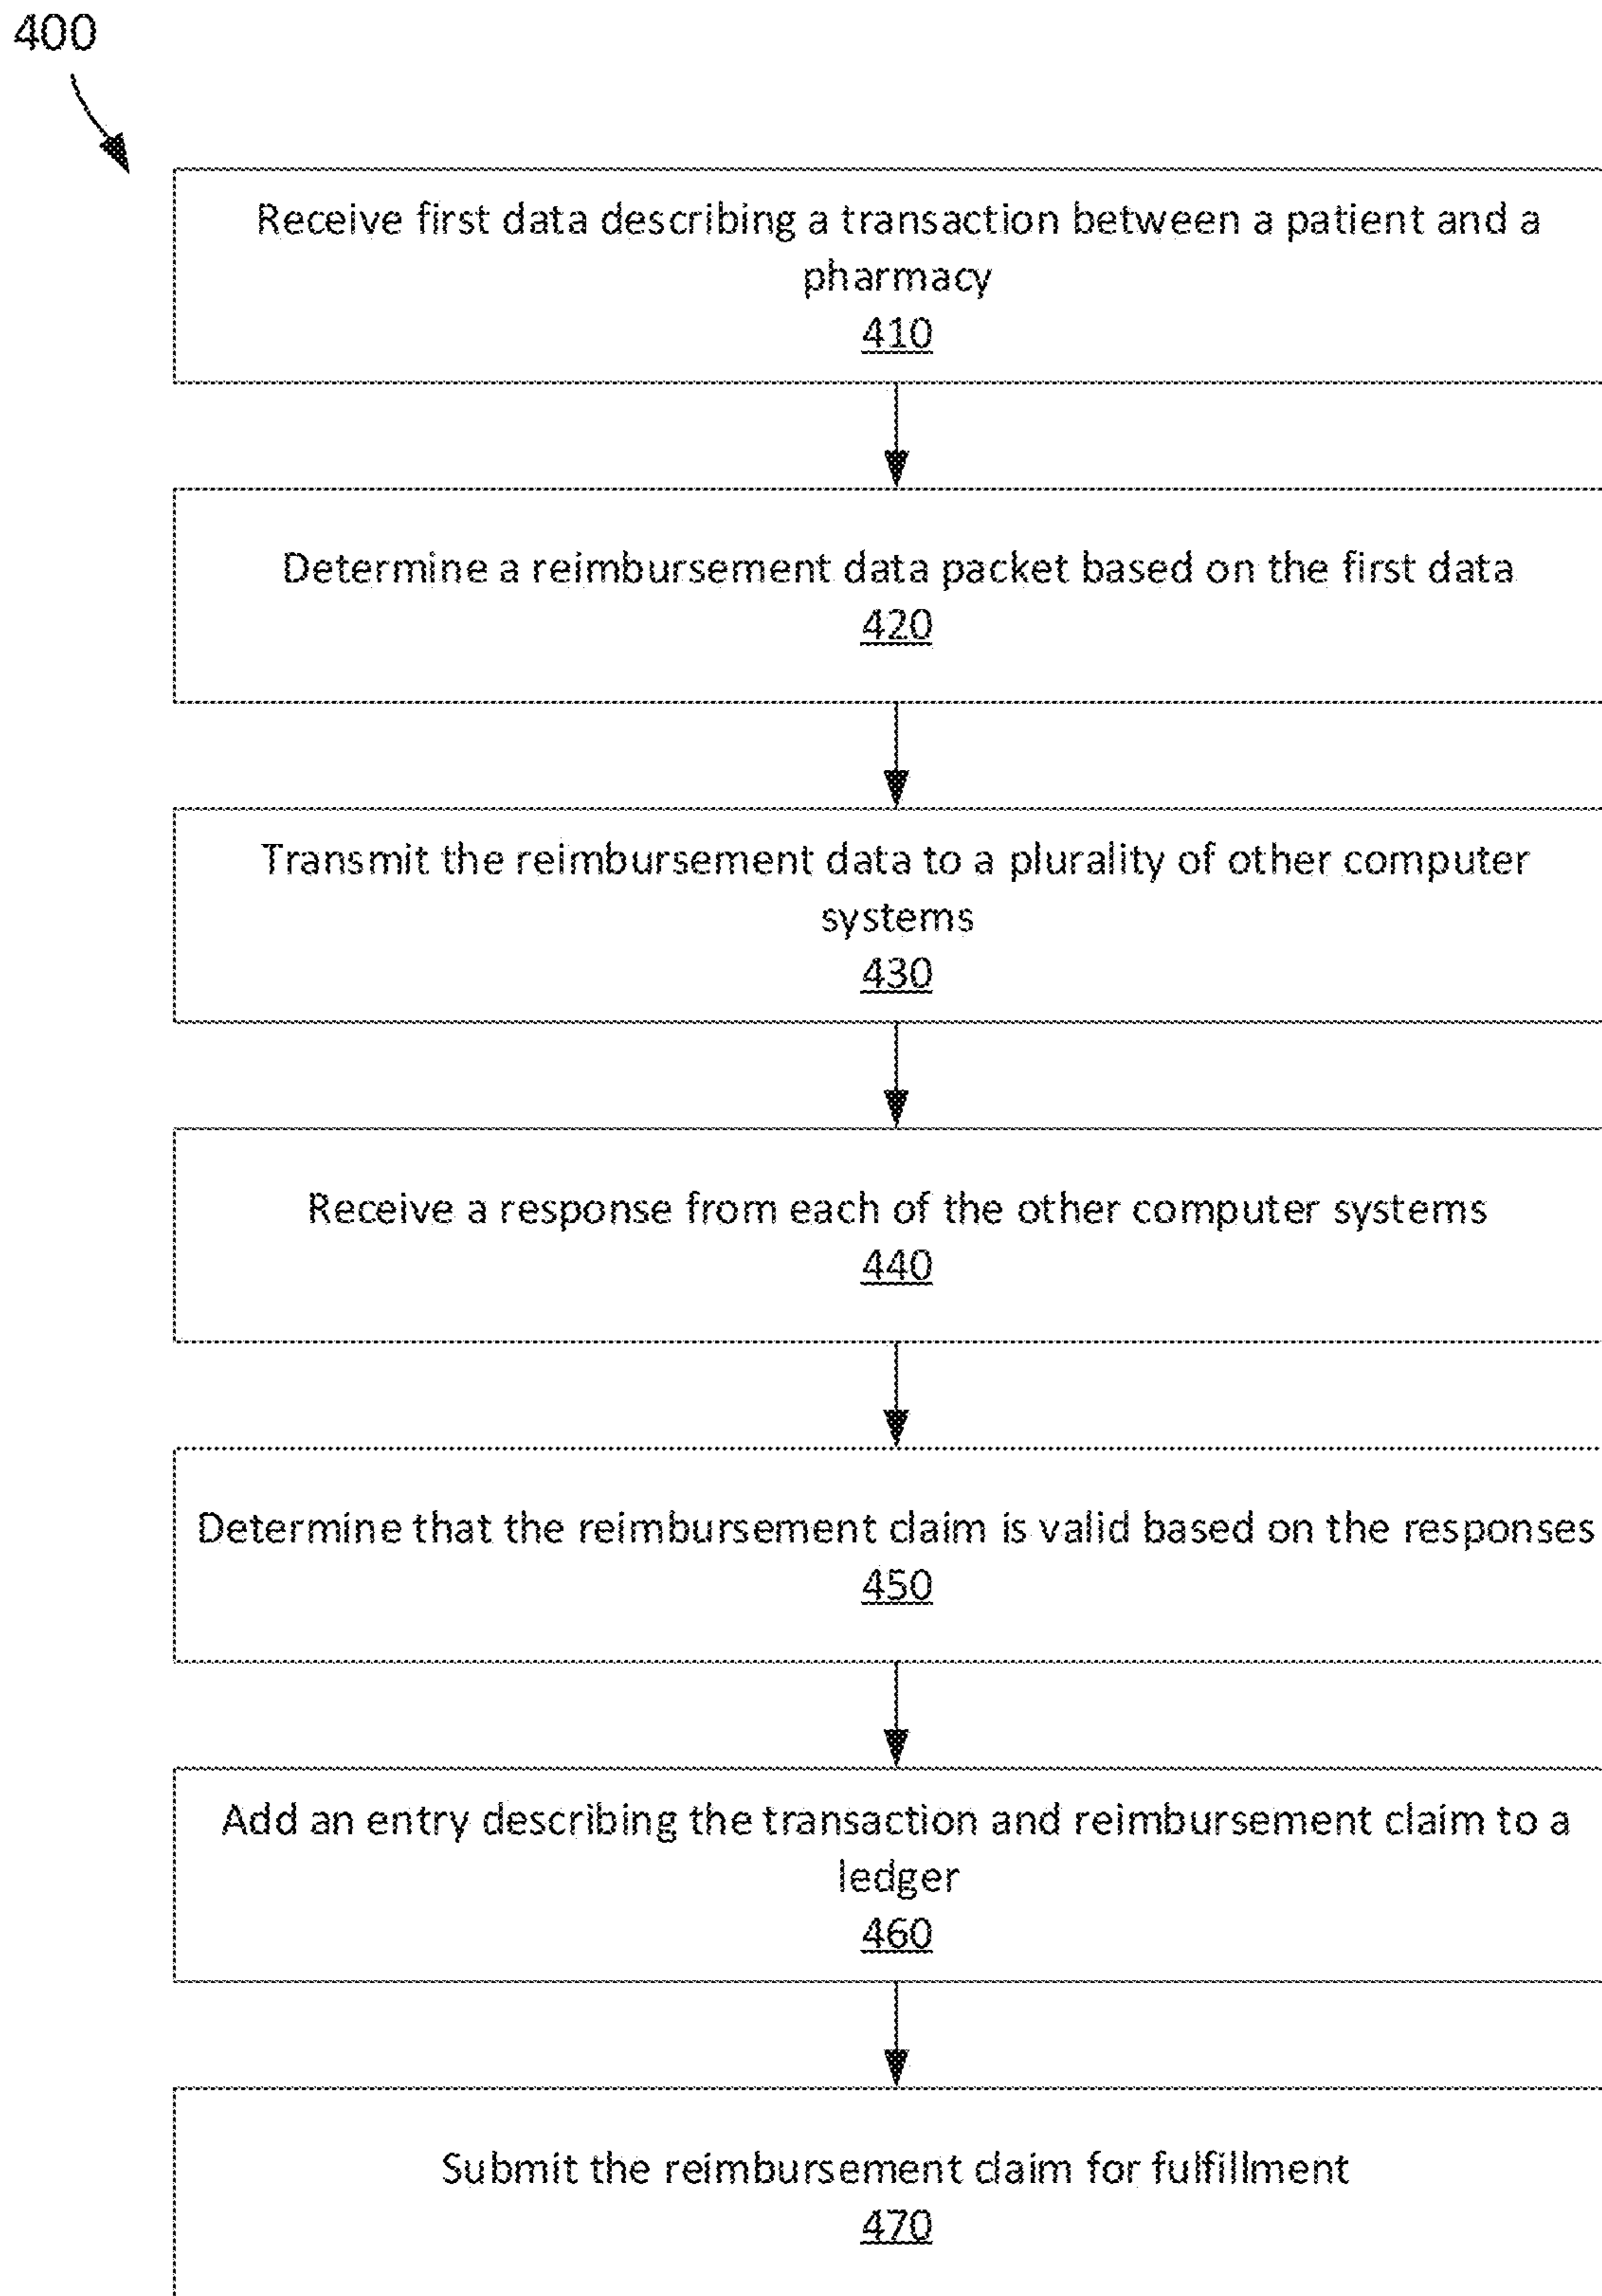 400
Receive first data describing a transaction between a patient and a
pharmacy
410
Determine a reimbursement data packet based on the first data
420
Transmit the reimbursement data to a plurality of other computer
systems
430
Receive a response from each of the other computer systems
440
Determine that the reimbursement claim is valid based on the responses
450
Add an entry describing the transaction and reimbursement claim to a
ledger
460
Submit the reimbursement claim for fulfillment
470